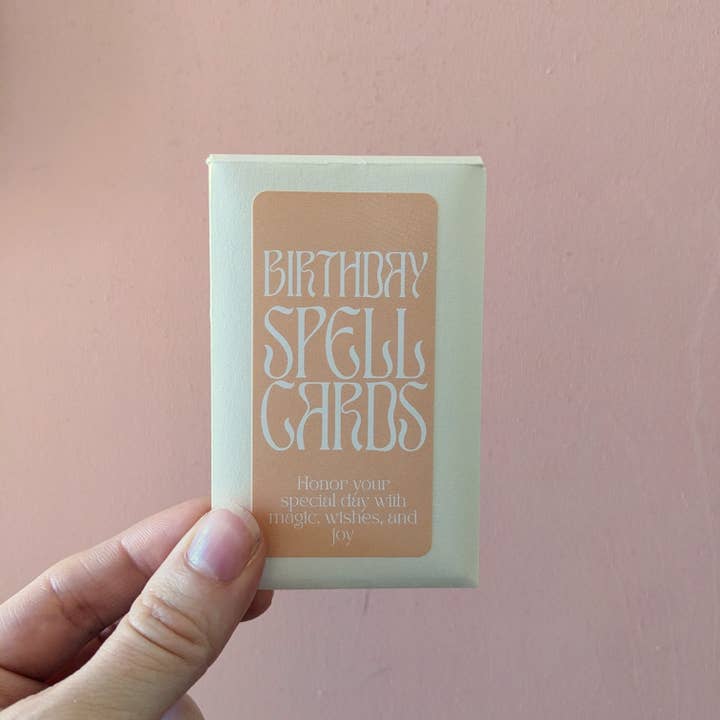 BIRTHDAY
SPELL
CARDS
Honor your
special day with
magic, wishes, and
joy